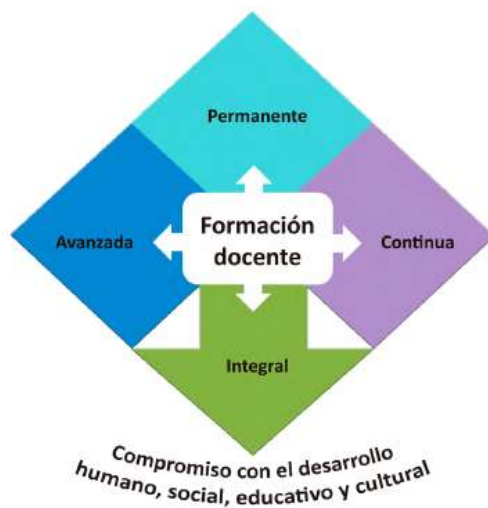 Permanente
Avanzada
Formación
docente
Continua
Integral
Compromiso con el desarrollo
humano, social, educativo y cultural